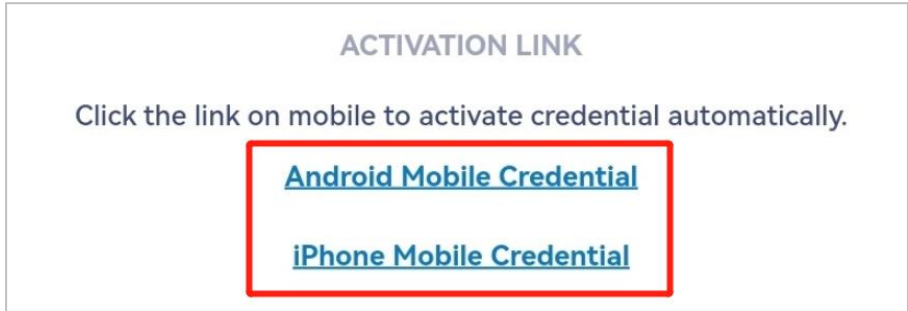 ACTIVATION LINK
Click the link on mobile to activate credential automatically.
Android Mobile Credential
iPhone Mobile Credential